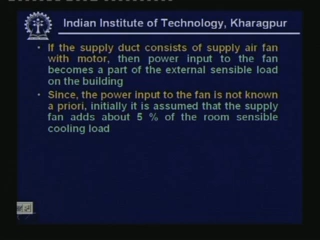 Indian Institute of Technology, Kharagpur
• If the supply duct consists of supply air fan
with motor, then power input to the fan
becomes a part of the external sensible load
on the building
• Since, the power input to the fan is not known
a priori, initially it is assumed that the supply
fan adds about 5 % of the room sensible
cooling load